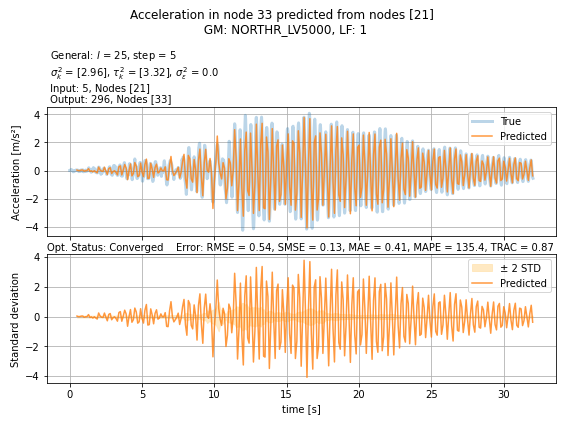 Acceleration in node 33 predicted from nodes [21]
GM: NORTHR_LV5000, LF: 1
General: l = 25, step = 5
σ²ₖ = [2.96], τ²ₖ = [3.32], σ²ε = 0.0
Input: 5, Nodes [21]
Output: 296, Nodes [33]
Acceleration [m/s²]
4
2
0
−2
−4
True
Predicted
Opt. Status: Converged Error: RMSE = 0.54, SMSE = 0.13, MAE = 0.41, MAPE = 135.4, TRAC = 0.87
Standard deviation
4
2
0
−2
−4
± 2 STD
Predicted
0 5 10 15 20 25 30
time [s]